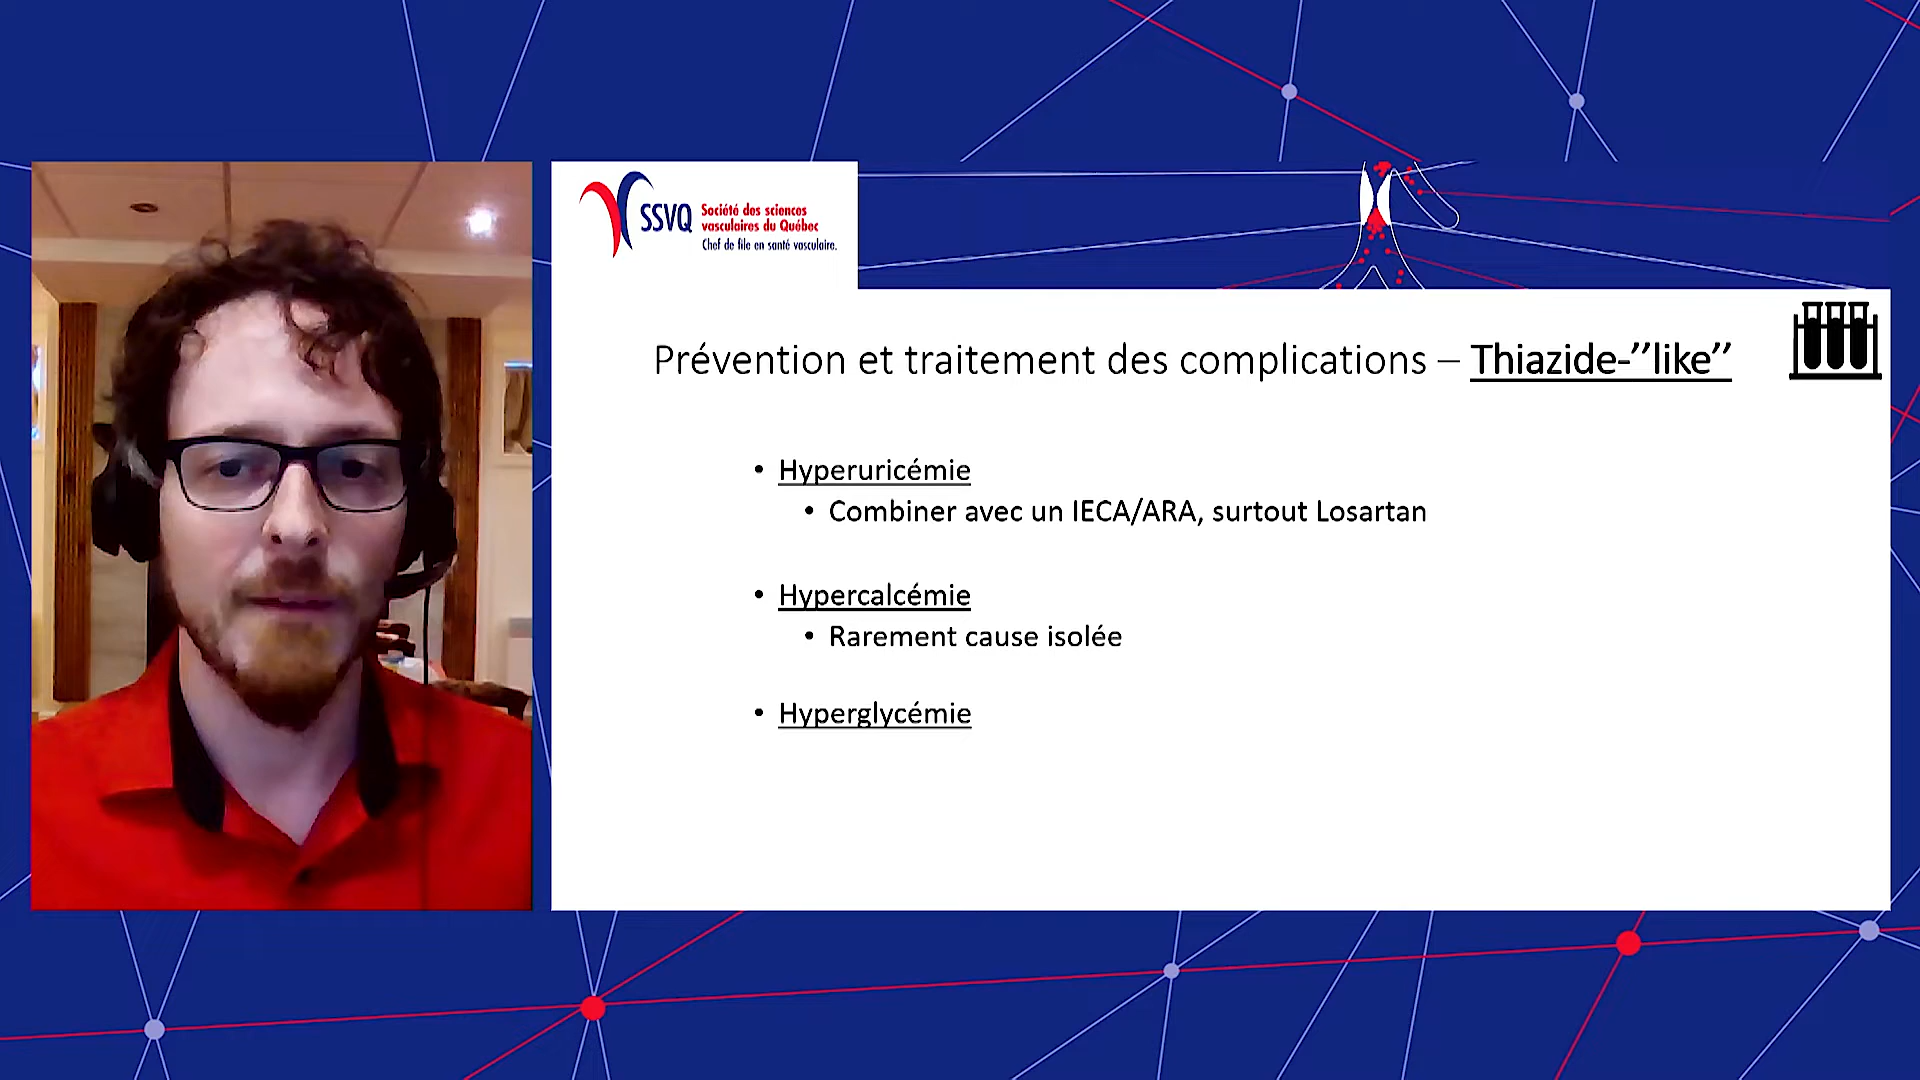 SSVQ
Société des sciences
vasculaires du Québec
Chef de file en santé vasculaire.
Prévention et traitement des complications – Thiazide-”like”
• Hyperuricémie
• Combiner avec un IECA/ARA, surtout Losartan
• Hypercalcémie
• Rarement cause isolée
• Hyperglycémie